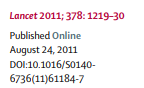 Lancet 2011; 378: 1219–30
Published Online
August 24, 2011
DOI:10.1016/S0140-
6736(11)61184-7